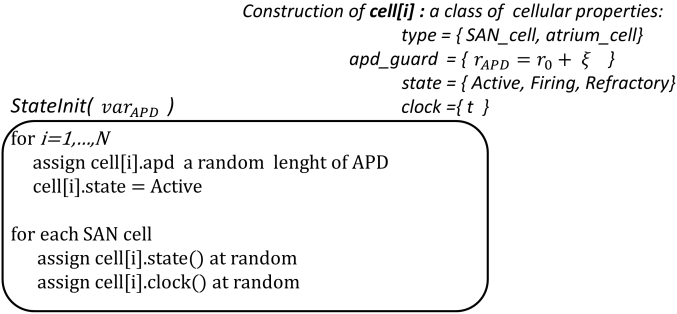 Construction of cell[i] : a class of cellular properties:
type = { SAN_cell, atrium_cell}
apd_guard = { r_APD = r_0 + ξ }
state = { Active, Firing, Refractory}
clock ={ t }
StateInit( var_APD )
for i=1,...,N
assign cell[i].apd a random lenght of APD
cell[i].state = Active
for each SAN cell
assign cell[i].state() at random
assign cell[i].clock() at random